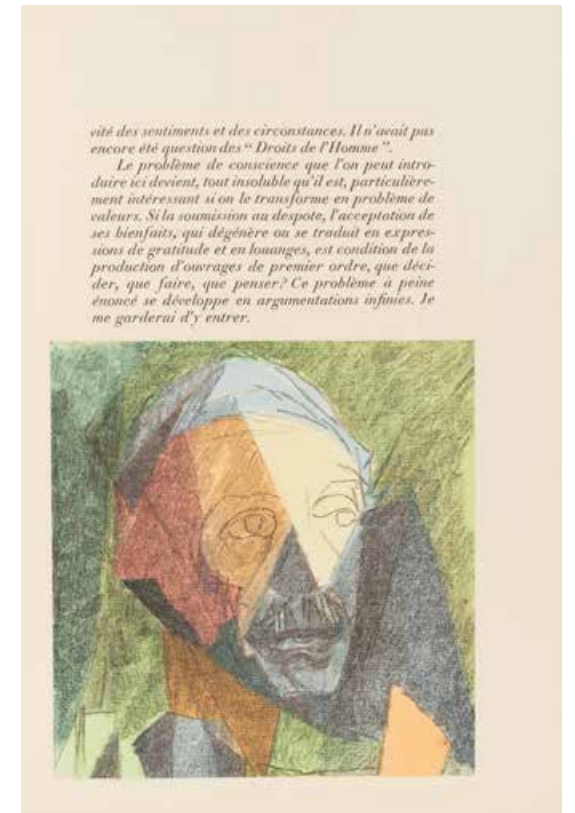 vité des sentiments et des circonstances. Il n'avait pas
encore été question des “ Droits de l'Homme ”.
Le problème de conscience que l'on peut intro-
duire ici devient, tout insoluble qu'il est, particulière-
ment intéressant si on le transforme en problème de
valeurs. Si la soumission au despote, l'acceptation de
ses bienfaits, qui dégénère ou se traduit en expres-
sions de gratitude et en louanges, est condition de la
production d'ouvrages de premier ordre, que déci-
der, que faire, que penser? Ce problème à peine
énoncé se développe en argumentations infinies. Je
me garderai d'y entrer.